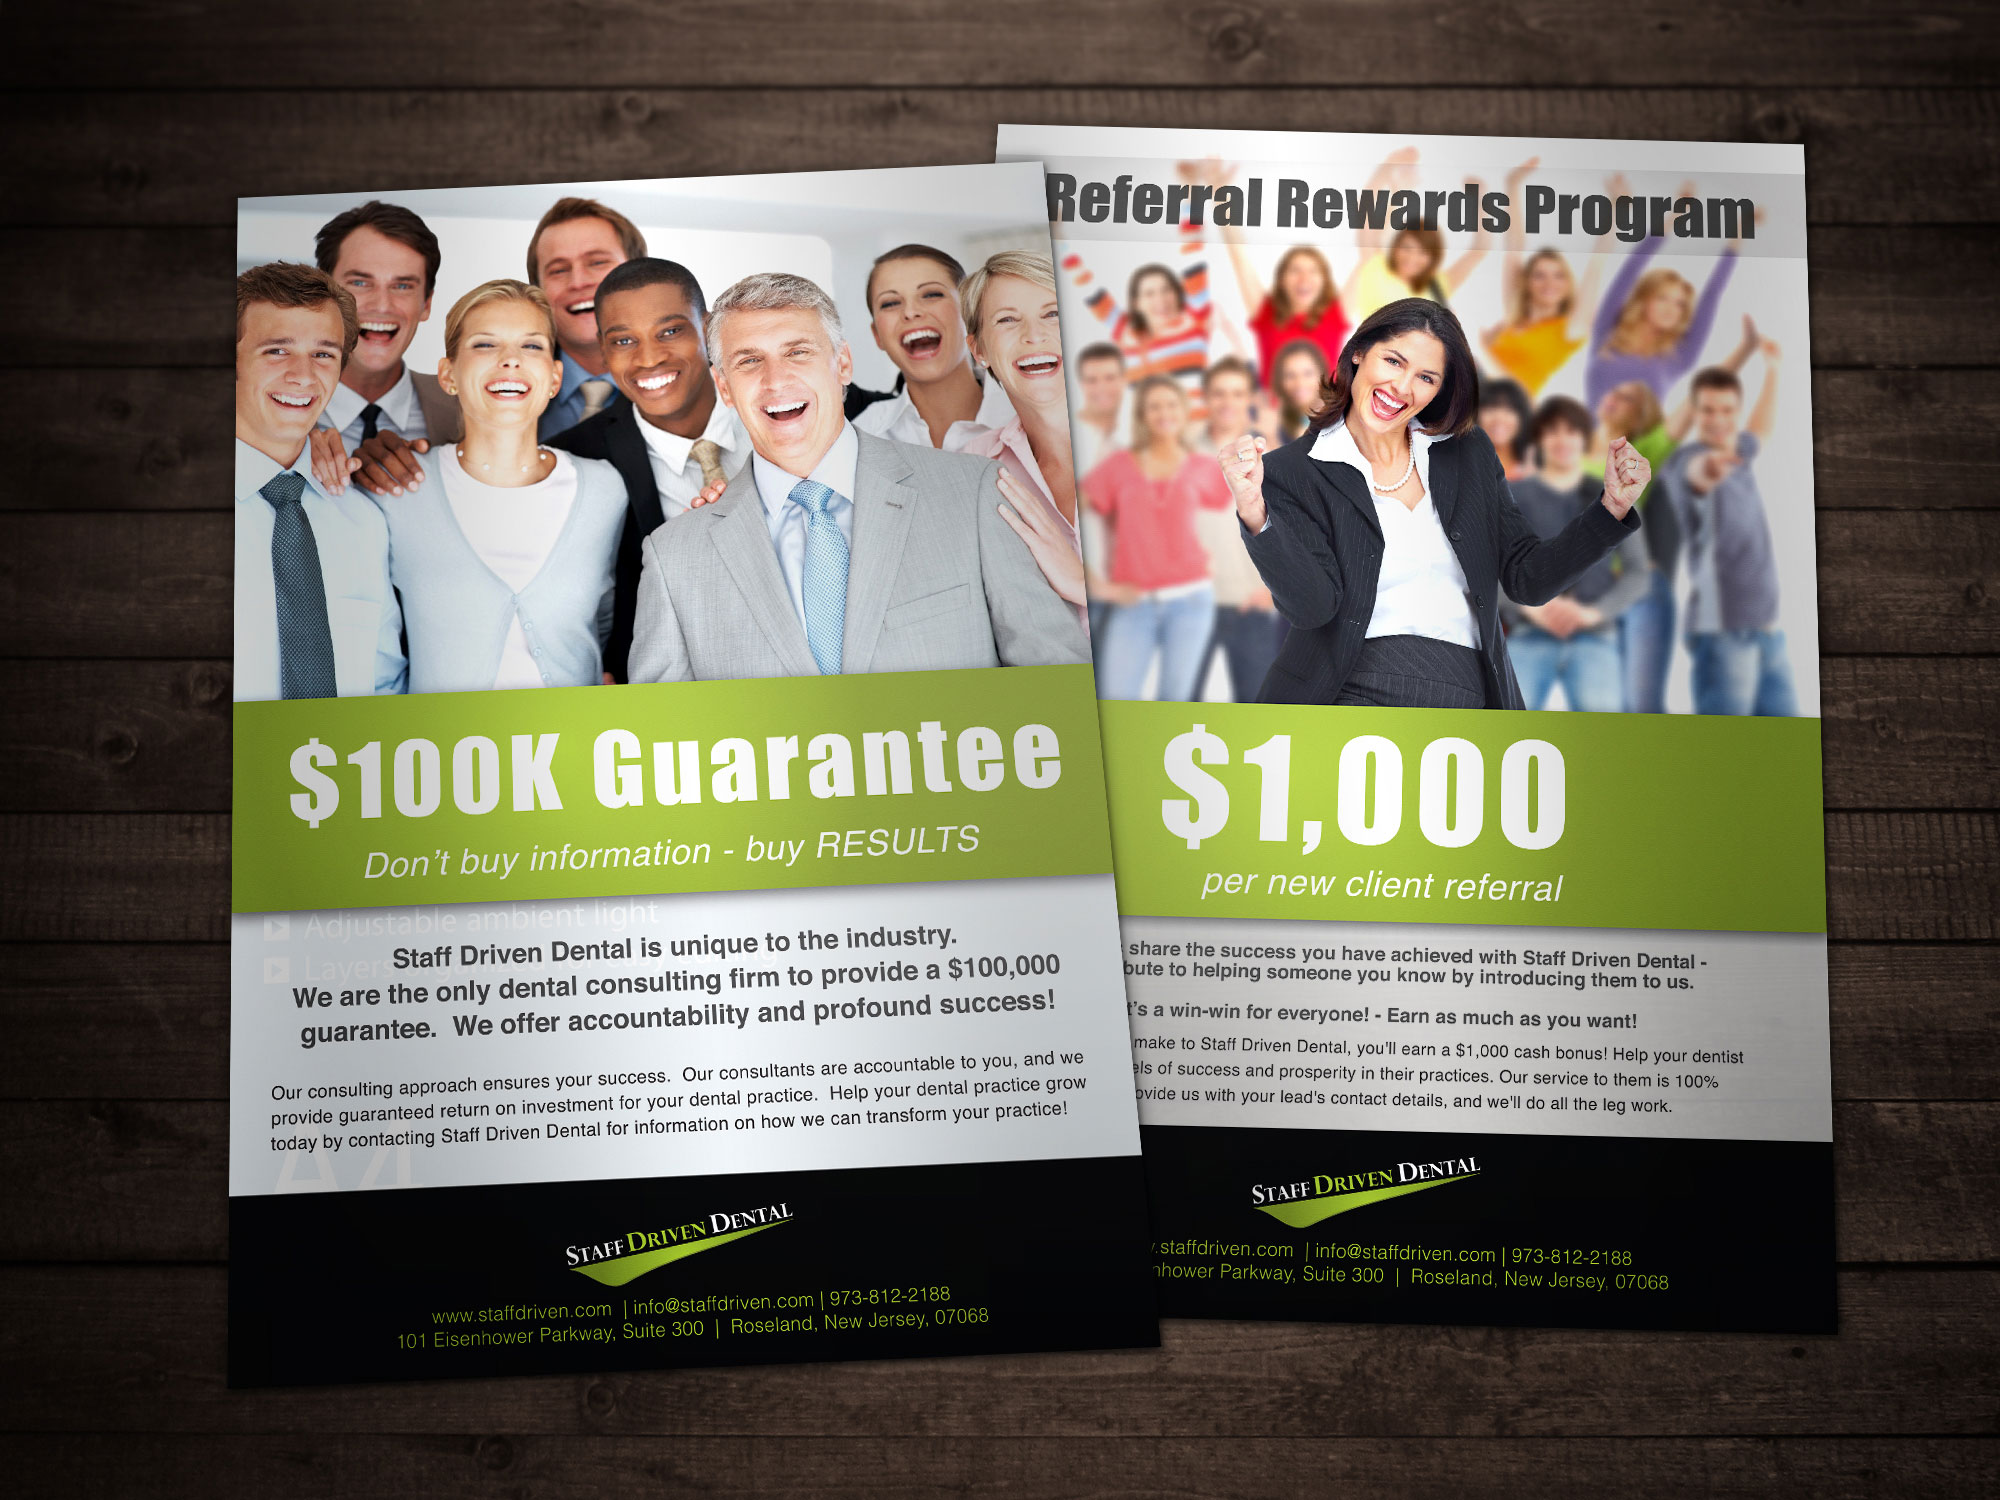 $100K Guarantee
Don't buy information - buy RESULTS
Adjustable ambient light
Layers organized for easy editing
Staff Driven Dental is unique to the industry.
We are the only dental consulting firm to provide a $100,000
guarantee.  We offer accountability and profound success!
Our consulting approach ensures your success.  Our consultants are accountable to you, and we
provide guaranteed return on investment for your dental practice.  Help your dental practice grow
today by contacting Staff Driven Dental for information on how we can transform your practice!
A4
STAFF DRIVEN DENTAL
www.staffdriven.com | info@staffdriven.com | 973-812-2188
101 Eisenhower Parkway, Suite 300 | Roseland, New Jersey, 07068
Referral Rewards Program
$1,000
per new client referral
share the success you have achieved with Staff Driven Dental -
bute to helping someone you know by introducing them to us.
t's a win-win for everyone! - Earn as much as you want!
make to Staff Driven Dental, you'll earn a $1,000 cash bonus! Help your dentist
els of success and prosperity in their practices. Our service to them is 100%
ovide us with your lead's contact details, and we'll do all the leg work.
STAFF DRIVEN DENTAL
.staffdriven.com | info@staffdriven.com | 973-812-2188
nhower Parkway, Suite 300 | Roseland, New Jersey, 07068